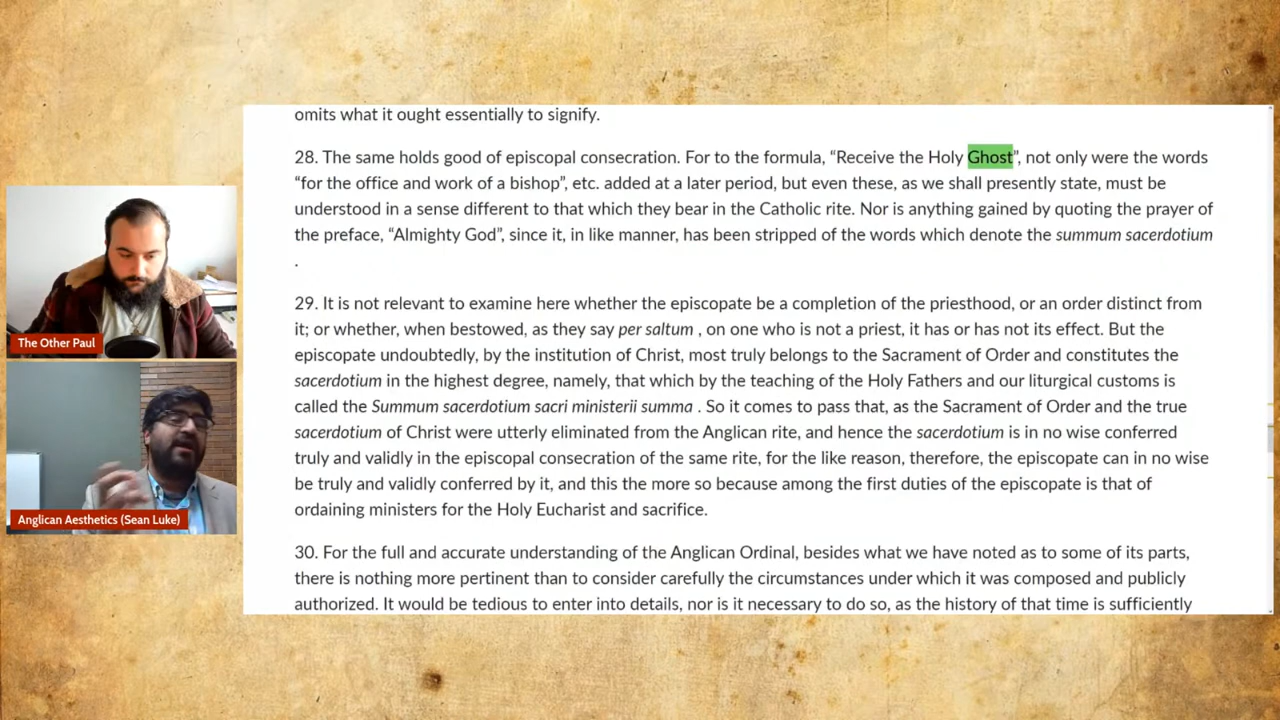 omits what it ought essentially to signify.
28. The same holds good of episcopal consecration. For to the formula, “Receive the Holy Ghost”, not only were the words
“for the office and work of a bishop”, etc. added at a later period, but even these, as we shall presently state, must be
understood in a sense different to that which they bear in the Catholic rite. Nor is anything gained by quoting the prayer of
the preface, “Almighty God”, since it, in like manner, has been stripped of the words which denote the summum sacerdotium
.
29. It is not relevant to examine here whether the episcopate be a completion of the priesthood, or an order distinct from
it; or whether, when bestowed, as they say per saltum , on one who is not a priest, it has or has not its effect. But the
episcopate undoubtedly, by the institution of Christ, most truly belongs to the Sacrament of Order and constitutes the
sacerdotium in the highest degree, namely, that which by the teaching of the Holy Fathers and our liturgical customs is
called the Summum sacerdotium sacri ministerii summa . So it comes to pass that, as the Sacrament of Order and the true
sacerdotium of Christ were utterly eliminated from the Anglican rite, and hence the sacerdotium is in no wise conferred
truly and validly in the episcopal consecration of the same rite, for the like reason, therefore, the episcopate can in no wise
be truly and validly conferred by it, and this the more so because among the first duties of the episcopate is that of
ordaining ministers for the Holy Eucharist and sacrifice.
30. For the full and accurate understanding of the Anglican Ordinal, besides what we have noted as to some of its parts,
there is nothing more pertinent than to consider carefully the circumstances under which it was composed and publicly
authorized. It would be tedious to enter into details, nor is it necessary to do so, as the history of that time is sufficiently
The Other Paul
Anglican Aesthetics (Sean Luke)